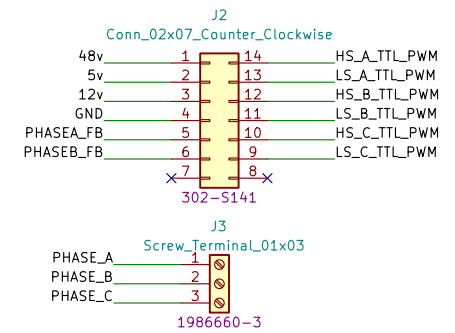 J2
Conn_02x07_Counter_Clockwise
48v 1 14 HS_A_TTL_PWM
5v 2 13 LS_A_TTL_PWM
12v 3 12 HS_B_TTL_PWM
GND 4 11 LS_B_TTL_PWM
PHASEA_FB 5 10 HS_C_TTL_PWM
PHASEB_FB 6 9 LS_C_TTL_PWM
7 8
302-S141
J3
Screw_Terminal_01x03
PHASE_A 1
PHASE_B 2
PHASE_C 3
1986660-3